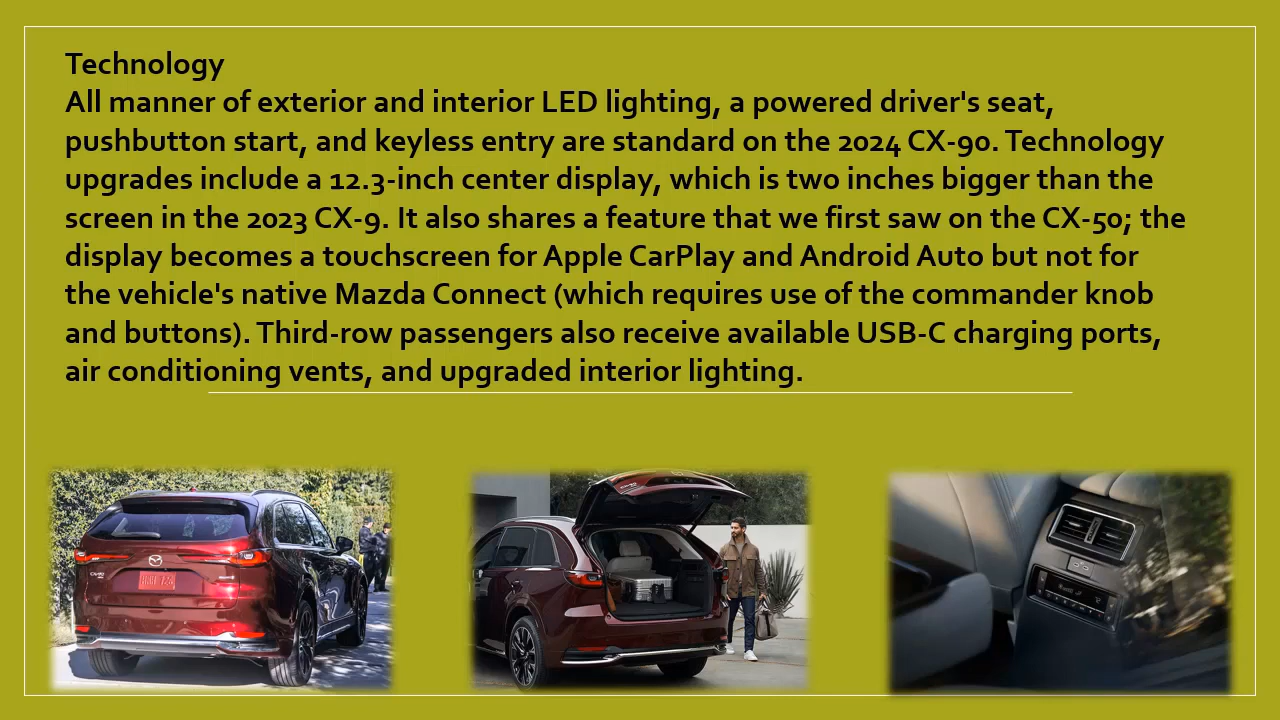 Technology
All manner of exterior and interior LED lighting, a powered driver's seat,
pushbutton start, and keyless entry are standard on the 2024 CX-90. Technology
upgrades include a 12.3-inch center display, which is two inches bigger than the
screen in the 2023 CX-9. It also shares a feature that we first saw on the CX-50; the
display becomes a touchscreen for Apple CarPlay and Android Auto but not for
the vehicle's native Mazda Connect (which requires use of the commander knob
and buttons). Third-row passengers also receive available USB-C charging ports,
air conditioning vents, and upgraded interior lighting.